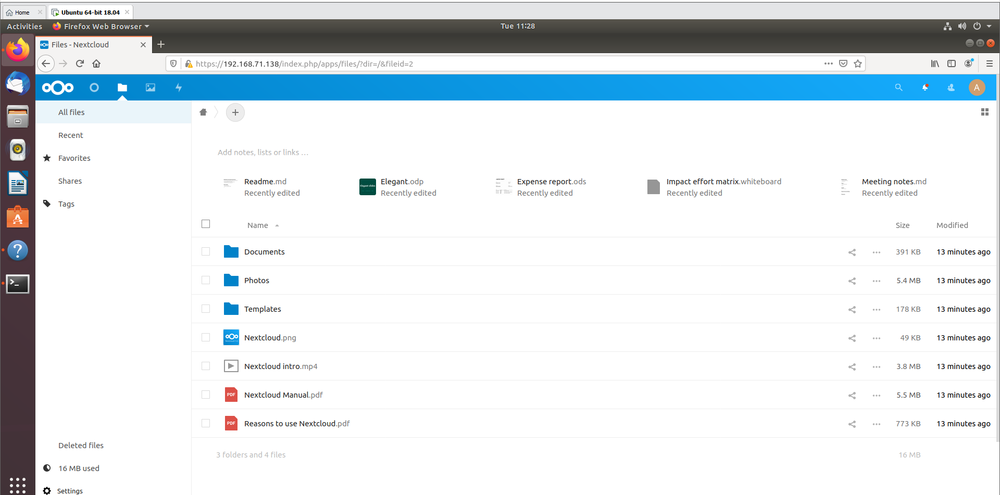 Home
Ubuntu 64-bit 18.04
Activities Firefox Web Browser Tue 11:28
Files - Nextcloud
https://192.168.71.138/index.php/apps/files/?dir=/&fileid=2
A
All files
Recent
Favorites
Shares
Tags
Add notes, lists or links ...
Readme.md
Recently edited
Elegant slides
Elegant.odp
Recently edited
Expense report.ods
Recently edited
Impact effort matrix.whiteboard
Recently edited
Meeting notes.md
Recently edited
Name Size Modified
Documents 391 KB 13 minutes ago
Photos 5.4 MB 13 minutes ago
Templates 178 KB 13 minutes ago
Nextcloud.png 49 KB 13 minutes ago
Nextcloud intro.mp4 3.8 MB 13 minutes ago
PDF Nextcloud Manual.pdf 5.5 MB 13 minutes ago
PDF Reasons to use Nextcloud.pdf 773 KB 13 minutes ago
3 folders and 4 files 16 MB
Deleted files
16 MB used
Settings